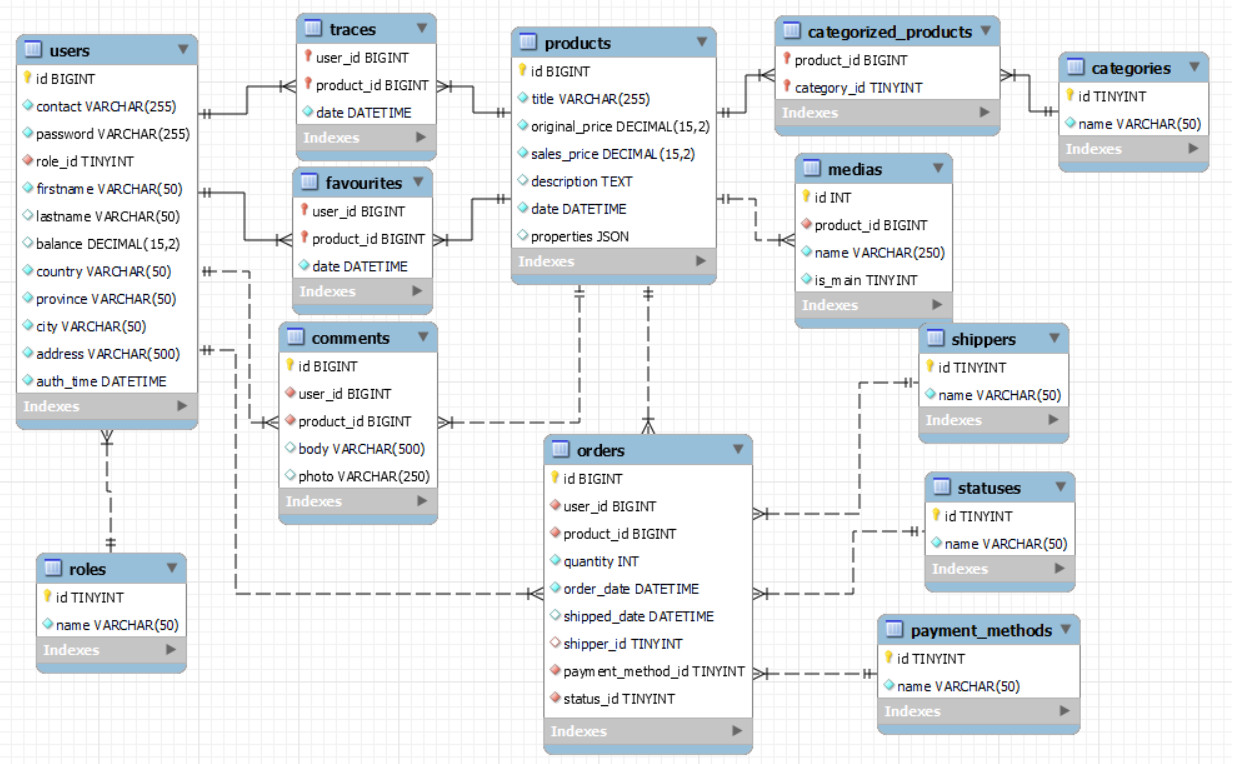 users
id BIGINT
contact VARCHAR(255)
password VARCHAR(255)
role_id TINYINT
firstname VARCHAR(50)
lastname VARCHAR(50)
balance DECIMAL(15,2)
country VARCHAR(50)
province VARCHAR(50)
city VARCHAR(50)
address VARCHAR(500)
auth_time DATETIME
Indexes
traces
user_id BIGINT
product_id BIGINT
date DATETIME
Indexes
favourites
user_id BIGINT
product_id BIGINT
date DATETIME
Indexes
comments
id BIGINT
user_id BIGINT
product_id BIGINT
body VARCHAR(500)
photo VARCHAR(250)
Indexes
roles
id TINYINT
name VARCHAR(50)
Indexes
products
id BIGINT
title VARCHAR(255)
original_price DECIMAL(15,2)
sales_price DECIMAL(15,2)
description TEXT
date DATETIME
properties JSON
Indexes
orders
id BIGINT
user_id BIGINT
product_id BIGINT
quantity INT
order_date DATETIME
shipped_date DATETIME
shipper_id TINYINT
payment_method_id TINYINT
status_id TINYINT
Indexes
categorized_products
product_id BIGINT
category_id TINYINT
Indexes
categories
id TINYINT
name VARCHAR(50)
Indexes
medias
id INT
product_id BIGINT
name VARCHAR(250)
is_main TINYINT
Indexes
shippers
id TINYINT
name VARCHAR(50)
Indexes
statuses
id TINYINT
name VARCHAR(50)
Indexes
payment_methods
id TINYINT
name VARCHAR(50)
Indexes